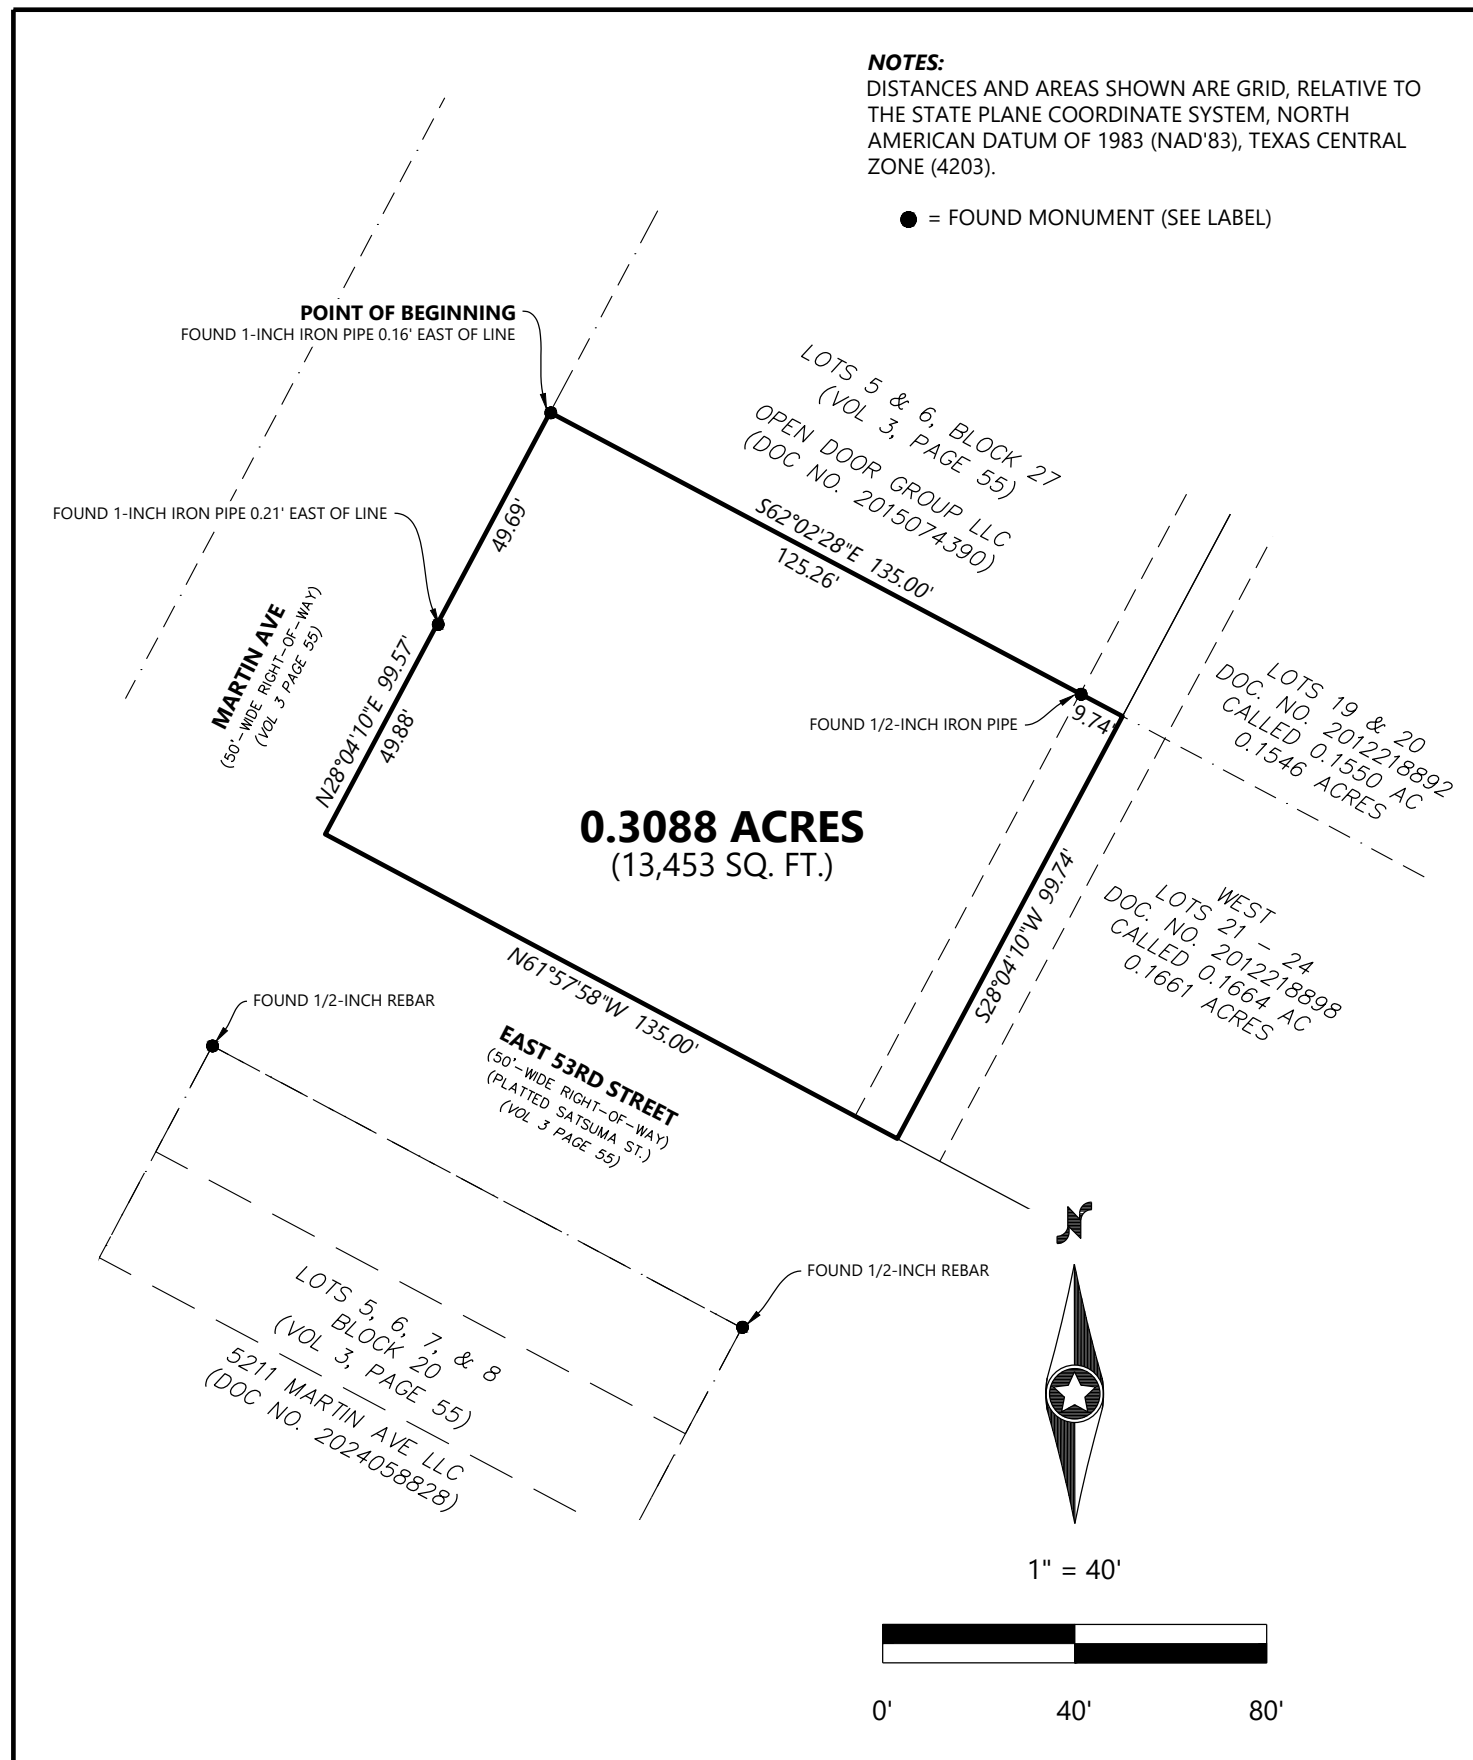 NOTES:
DISTANCES AND AREAS SHOWN ARE GRID, RELATIVE TO
THE STATE PLANE COORDINATE SYSTEM, NORTH
AMERICAN DATUM OF 1983 (NAD'83), TEXAS CENTRAL
ZONE (4203).
= FOUND MONUMENT (SEE LABEL)
POINT OF BEGINNING
FOUND 1-INCH IRON PIPE 0.16' EAST OF LINE
LOTS 5 & 6, BLOCK 27
(VOL 3, PAGE 55)
OPEN DOOR GROUP LLC
(DOC NO. 2015074390)
S62°02'28"E 135.00'
125.26'
FOUND 1-INCH IRON PIPE 0.21' EAST OF LINE
49.69'
MARTIN AVE
(50'-WIDE RIGHT-OF-WAY)
(VOL 3 PAGE 55)
N28°04'10"E 99.57'
49.88'
FOUND 1/2-INCH IRON PIPE
9.74'
LOTS 19 & 20
DOC. NO. 2012218892
CALLED 0.1550 AC
0.1546 ACRES
0.3088 ACRES
(13,453 SQ. FT.)
S28°04'10"W 99.74'
WEST
LOTS 21 - 24
DOC. NO. 2012218898
CALLED 0.1664 AC
0.1661 ACRES
N61°57'58"W 135.00'
FOUND 1/2-INCH REBAR
EAST 53RD STREET
(50'-WIDE RIGHT-OF-WAY)
(PLATTED SATSUMA ST.)
(VOL 3 PAGE 55)
FOUND 1/2-INCH REBAR
LOTS 5, 6, 7, & 8
BLOCK 20
(VOL 3, PAGE 55)
5211 MARTIN AVE LLC
(DOC NO. 2024058828)
N
1" = 40'
0' 40' 80'